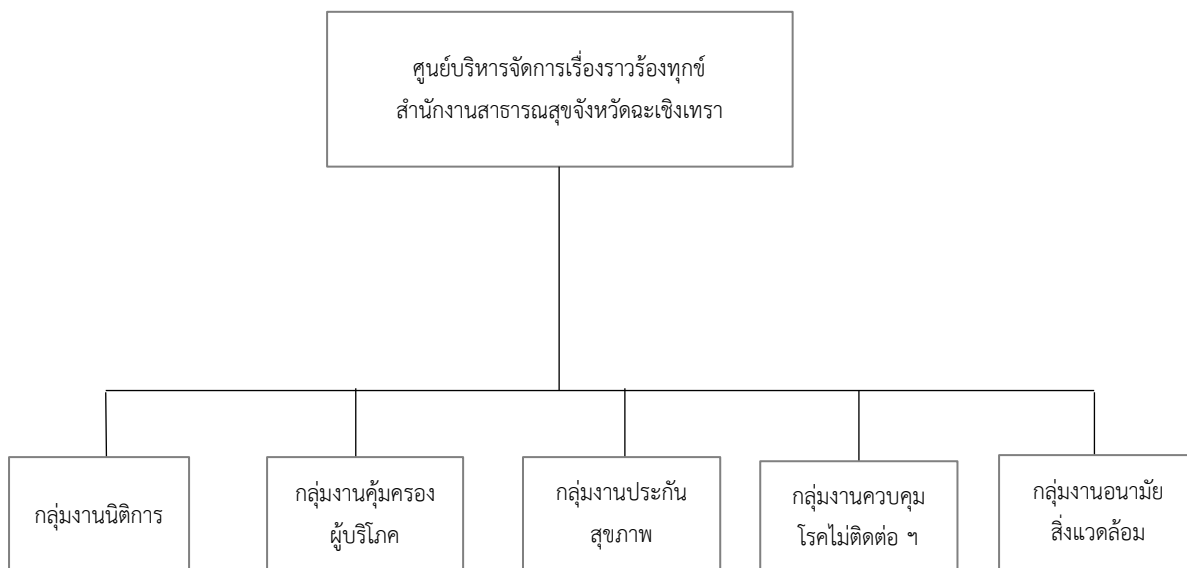 ศูนย์บริหารจัดการเรื่องราวร้องทุกข์
สำนักงานสาธารณสุขจังหวัดฉะเชิงเทรา
กลุ่มงานนิติการ
กลุ่มงานคุ้มครอง
ผู้บริโภค
กลุ่มงานประกัน
สุขภาพ
กลุ่มงานควบคุม
โรคไม่ติดต่อ ฯ
กลุ่มงานอนามัย
สิ่งแวดล้อม